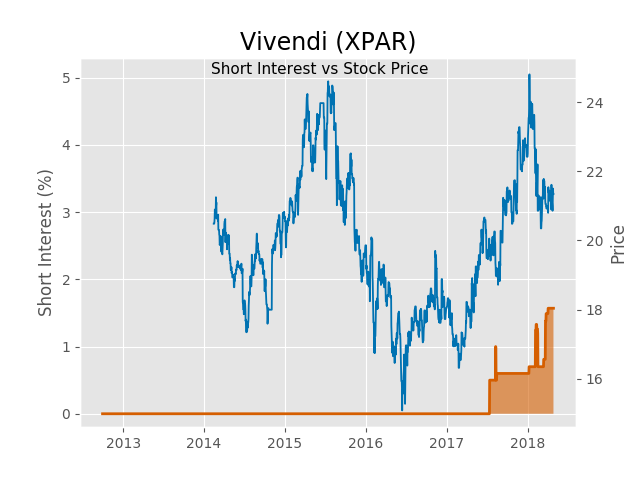 Vivendi (XPAR)
Short Interest vs Stock Price
Short Interest (%)
5
4
3
2
1
0
24
22
20
18
16
Price
2013 2014 2015 2016 2017 2018